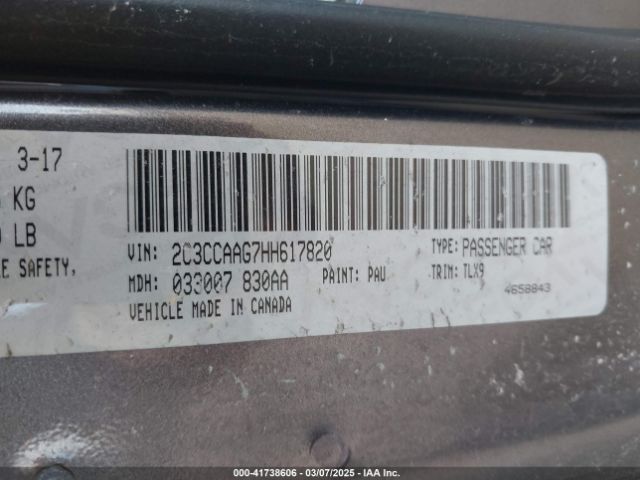 3-17
KG
LB
E SAFETY,
VIN: 2C3CCAAG7HH617820
TYPE: PASSENGER CAR
MDH: 033007 830AA
PAINT: PAU
TRIM: TLX9
VEHICLE MADE IN CANADA
4658843
000-41738606 — 03/07/2025 — IAA Inc.